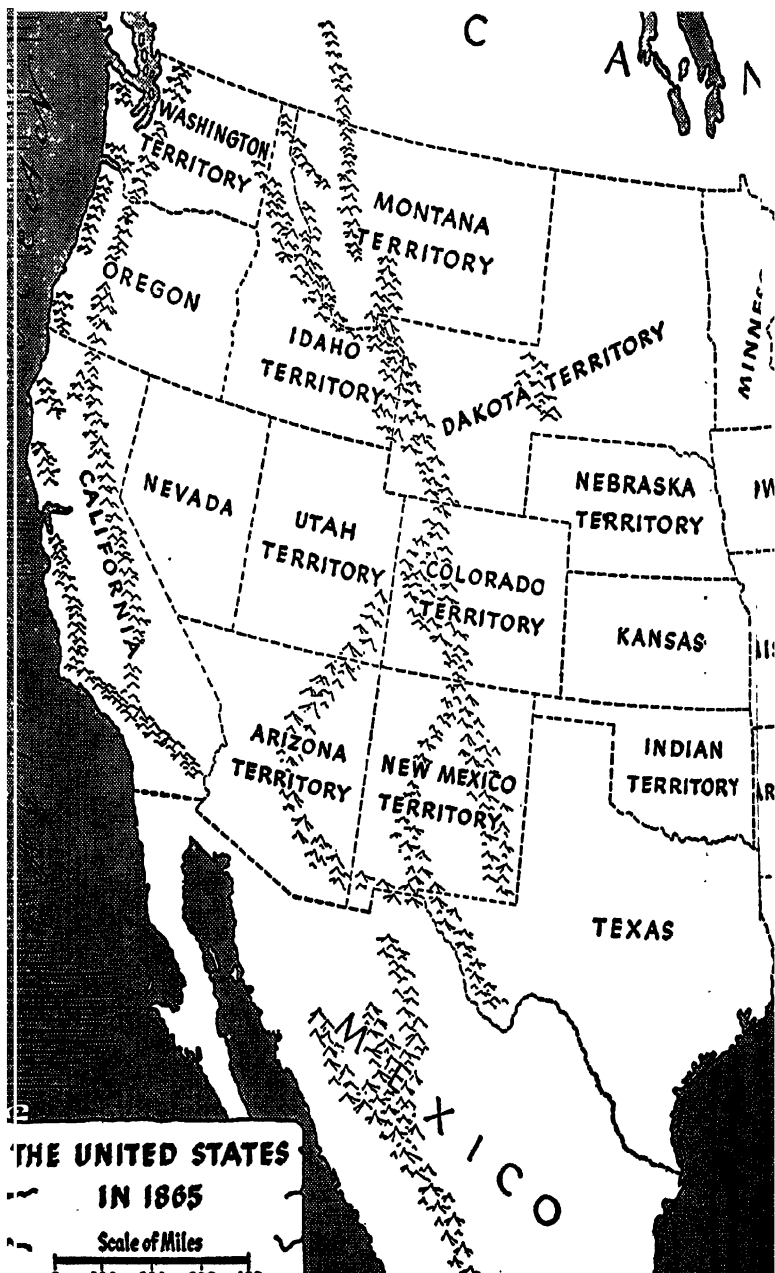 C
A
WASHINGTON
TERRITORY
MONTANA
TERRITORY
OREGON
IDAHO
TERRITORY
DAKOTA TERRITORY
NEVADA
NEBRASKA
TERRITORY
UTAH
TERRITORY
CALIFORNIA
COLORADO
TERRITORY
KANSAS
ARIZONA
TERRITORY
NEW MEXICO
TERRITORY
INDIAN
TERRITORY
TEXAS
MEXICO
THE UNITED STATES
IN 1865
Scale of Miles